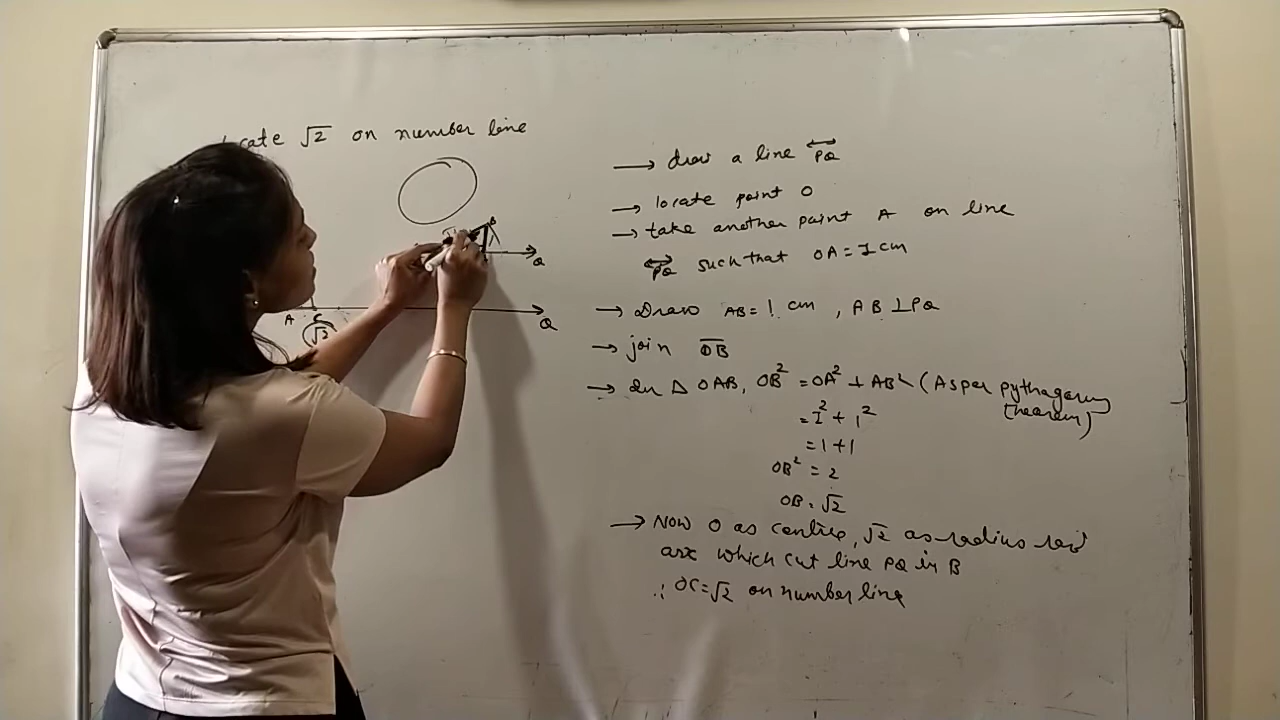 cate √2 on number line
B
Q
A C Q
√2
→ draw a line PQ
→ locate point O
→ take another point A on line
PQ such that OA = 1 cm
→ Draw AB = 1 cm , AB ⊥ PQ
→ join OB
→ In Δ OAB, OB² = OA² + AB² (As per pythagorus
theorem)
= 1² + 1²
= 1 + 1
OB² = 2
OB = √2
→ Now O as centre, √2 as radius
arc which cut line PQ in B
∴ OC = √2 on number line